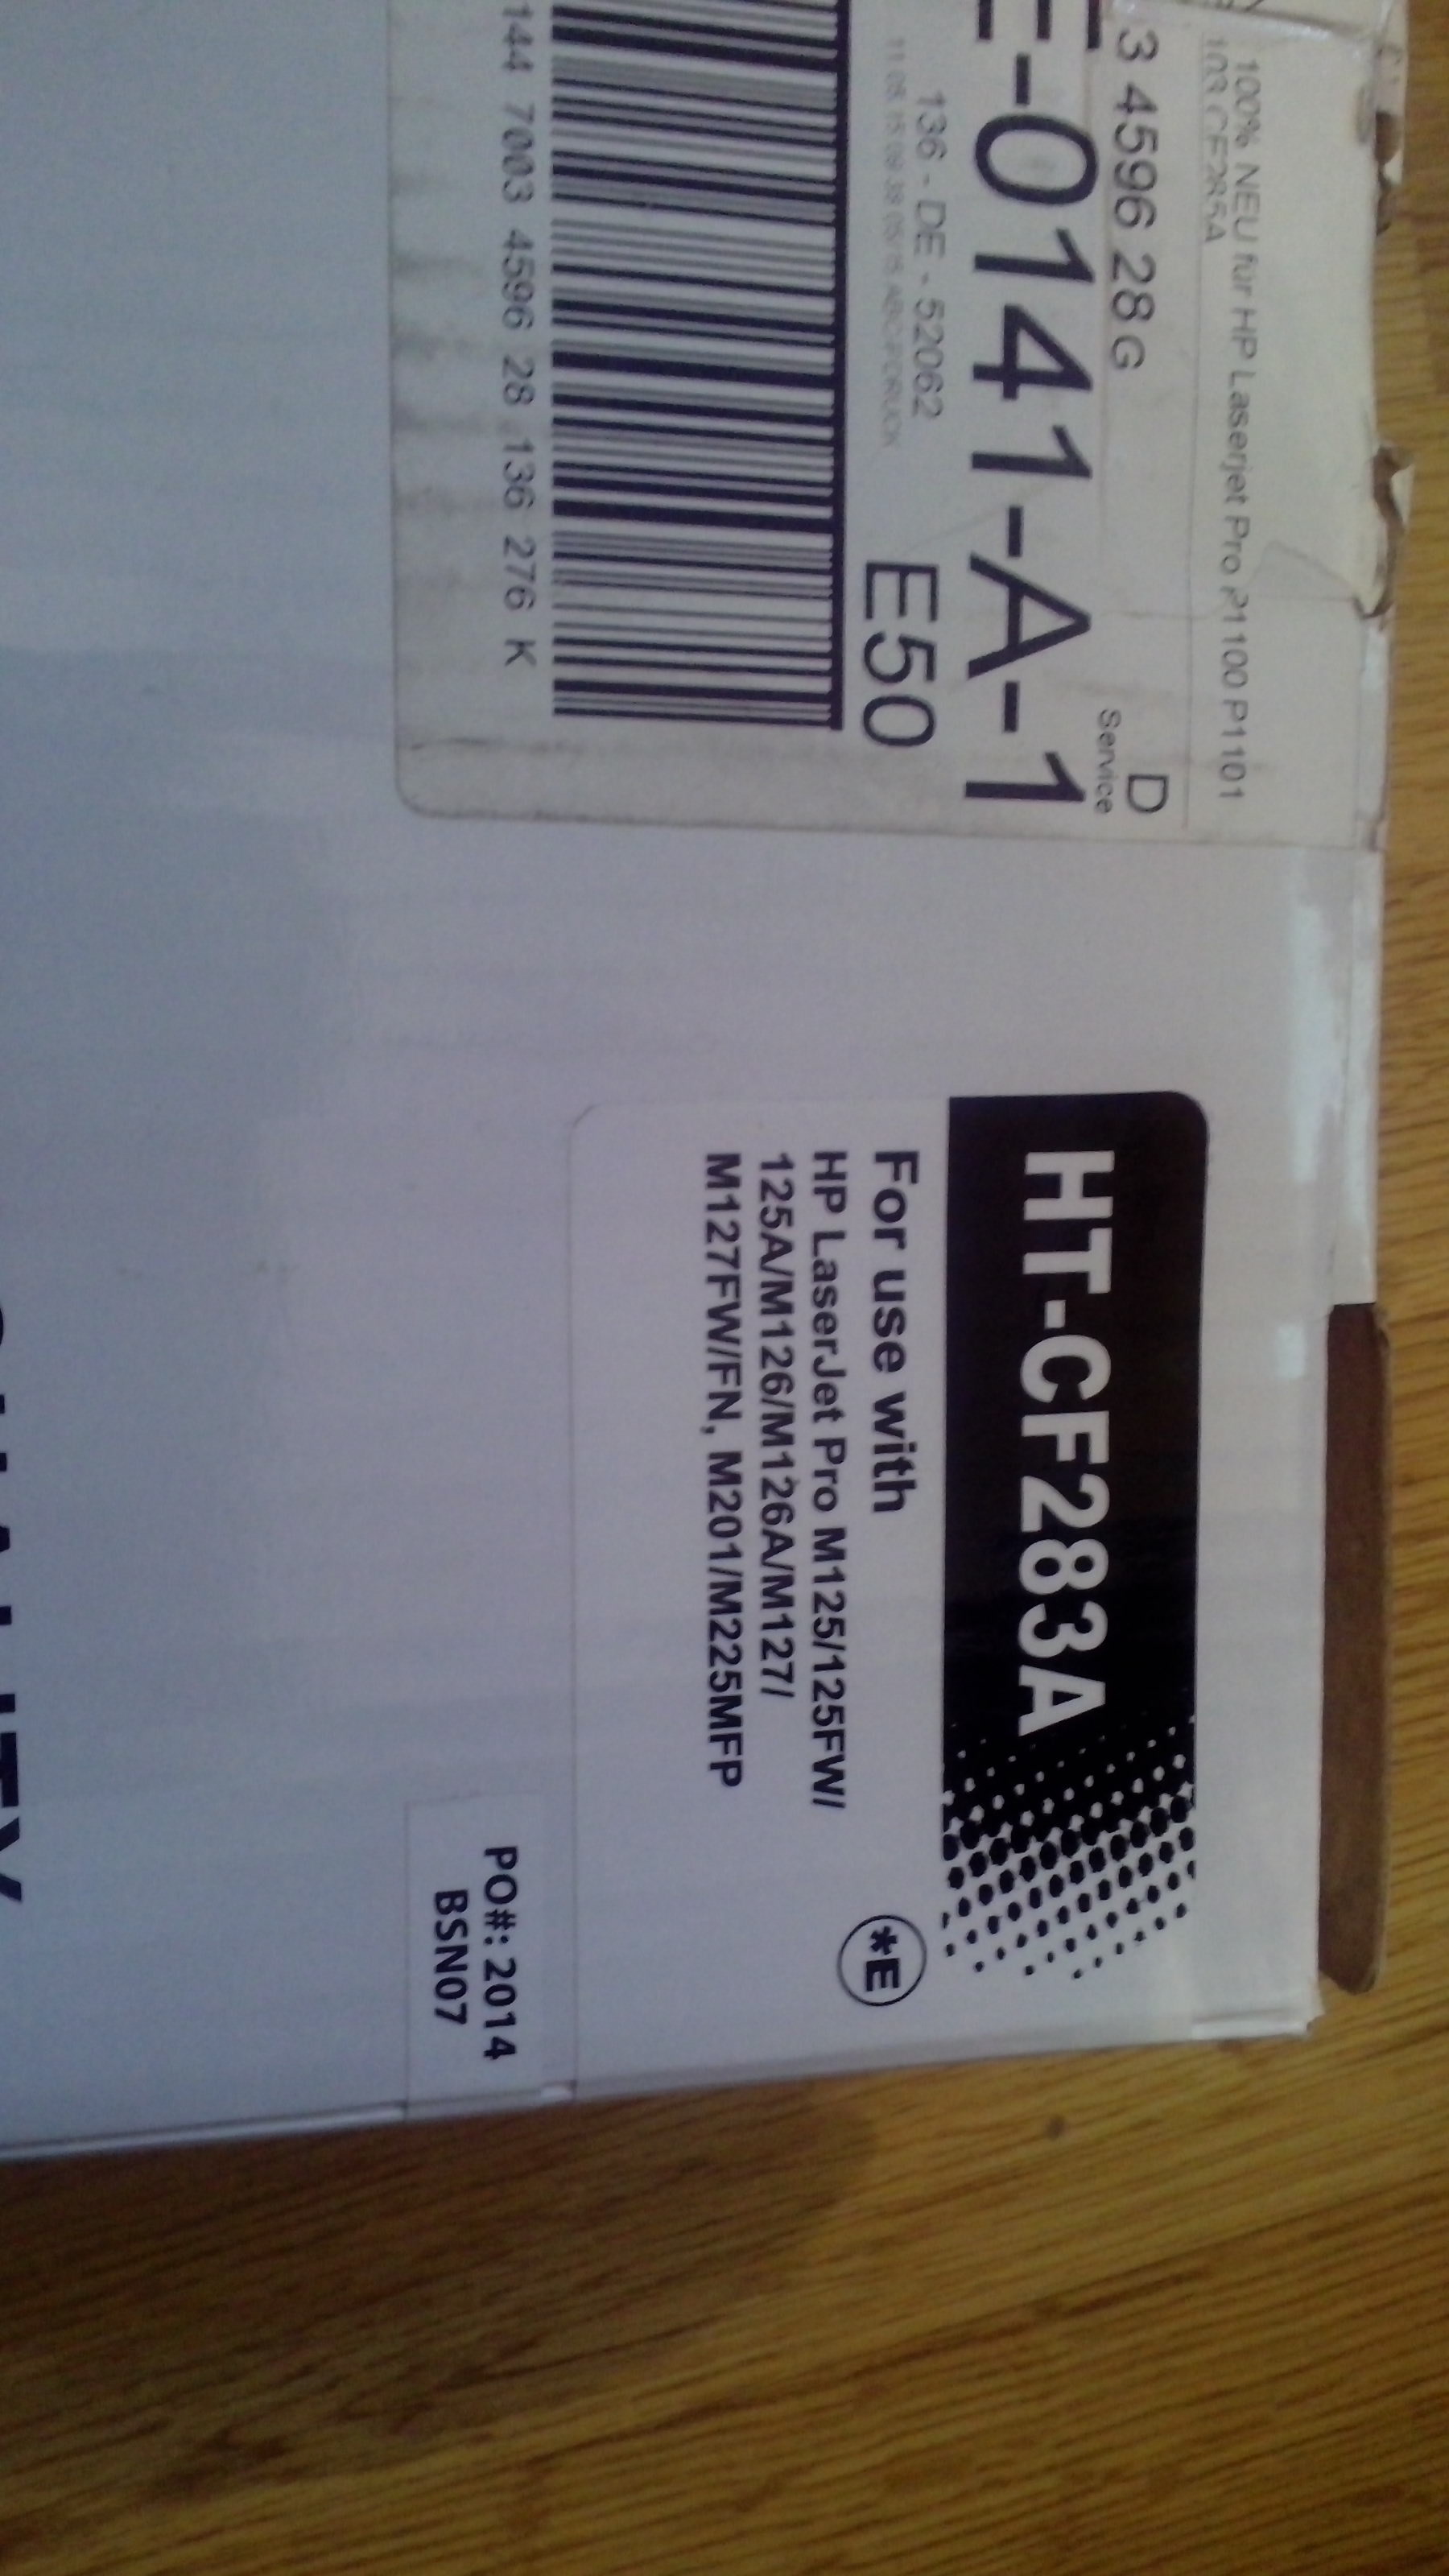 100% NEU für HP Laserjet Pro P1100 P1101
103 CF285A
3 4596 28 G
D
Service
-0141-A-1
136 - DE - 52062
E50
144 7003 4596 28 136 276 K
HT-CF283A
For use with
HP LaserJet Pro M125/125FW/
125A/M126/M126A/M127/
M127FW/FN, M201/M225MFP
*E
PO#: 2014
BSN07